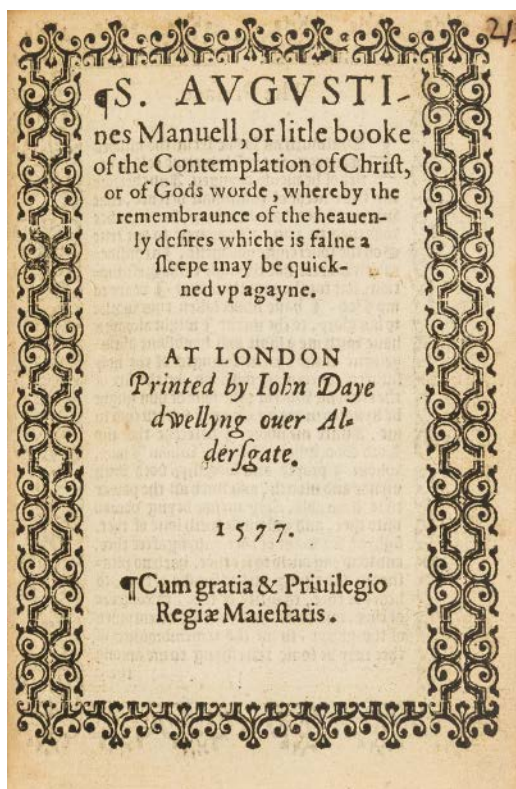 ¶S. AVGVSTI-
nes Manuell, or litle booke
of the Contemplation of Chriſt,
or of Gods worde, whereby the
remembraunce of the heauen-
ly deſires whiche is falne a
ſleepe may be quick-
ned vp agayne.
AT LONDON
Printed by Iohn Daye
dwellyng ouer Al-
derſgate.
1577.
¶Cum gratia & Priuilegio
Regiæ Maieſtatis.